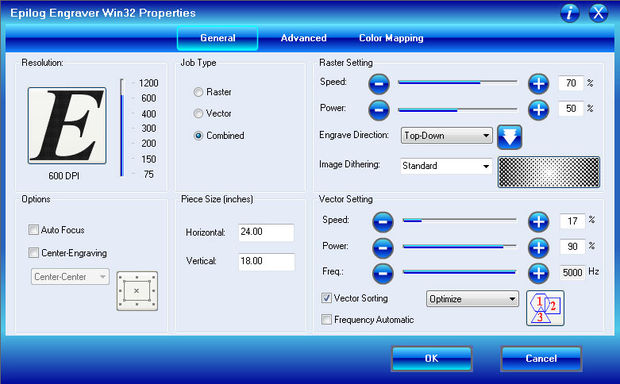 Epilog Engraver Win32 Properties
General Advanced Color Mapping
Resolution:
E
600 DPI
1200
600
400
300
200
150
75
Job Type
Raster
Vector
Combined
Raster Setting
Speed: 70 %
Power: 50 %
Engrave Direction: Top-Down
Image Dithering: Standard
Options
Auto Focus
Center-Engraving
Center-Center
Piece Size (inches)
Horizontal: 24.00
Vertical: 18.00
Vector Setting
Speed: 17 %
Power: 90 %
Freq.: 5000 Hz
Vector Sorting Optimize
1
2
3
Frequency Automatic
OK Cancel